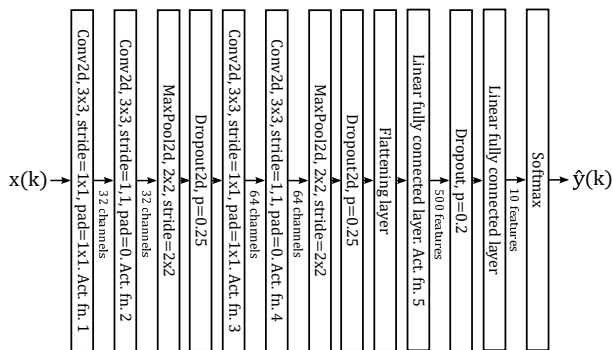 x(k)
Conv2d, 3x3, stride=1x1, pad=1x1. Act. fn. 1
32 channels
Conv2d, 3x3, stride=1,1, pad=0. Act. fn. 2
32 channels
MaxPool2d, 2x2, stride=2x2
Dropout2d, p=0.25
Conv2d, 3x3, stride=1x1, pad=1x1. Act. fn. 3
64 channels
Conv2d, 3x3, stride=1,1, pad=0. Act. fn. 4
64 channels
MaxPool2d, 2x2, stride=2x2
Dropout2d, p=0.25
Flattening layer
Linear fully connected layer. Act. fn. 5
500 features
Dropout, p=0.2
Linear fully connected layer
10 features
Softmax
ŷ(k)